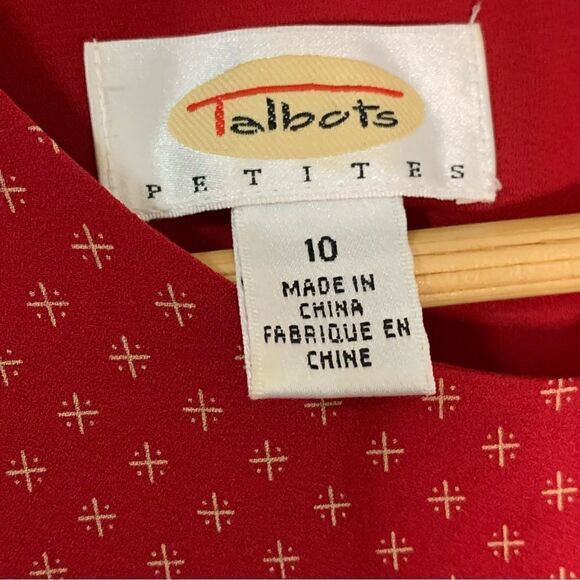 Talbots
PETITES
10
MADE IN
CHINA
FABRIQUE EN
CHINE